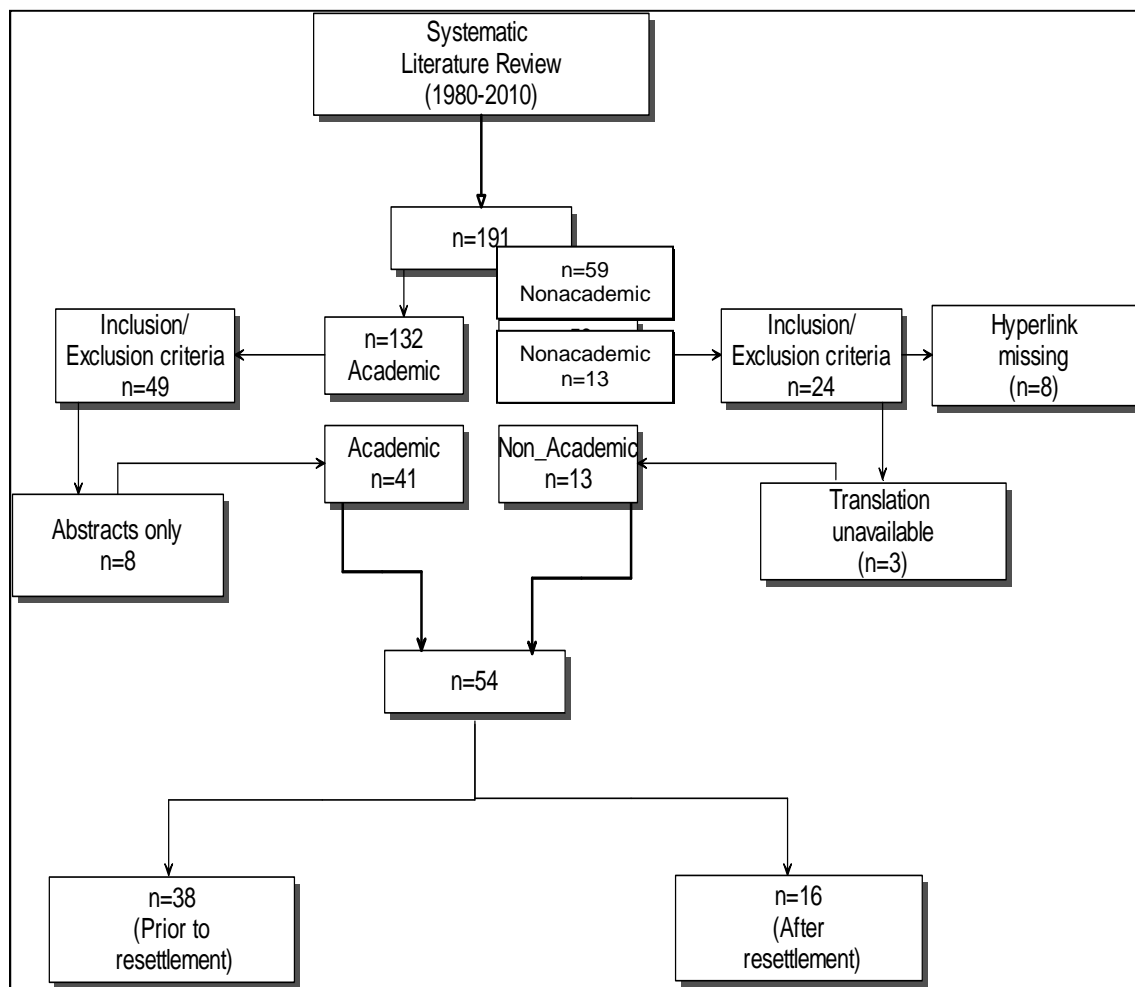 Systematic
Literature Review
(1980-2010)
n=191
n=59
Nonacademic
Inclusion/
Exclusion criteria
n=49
n=132
Academic
Nonacademic
n=13
Inclusion/
Exclusion criteria
n=24
Hyperlink
missing
(n=8)
Academic
n=41
Non_Academic
n=13
Abstracts only
n=8
Translation
unavailable
(n=3)
n=54
n=38
(Prior to
resettlement)
n=16
(After
resettlement)